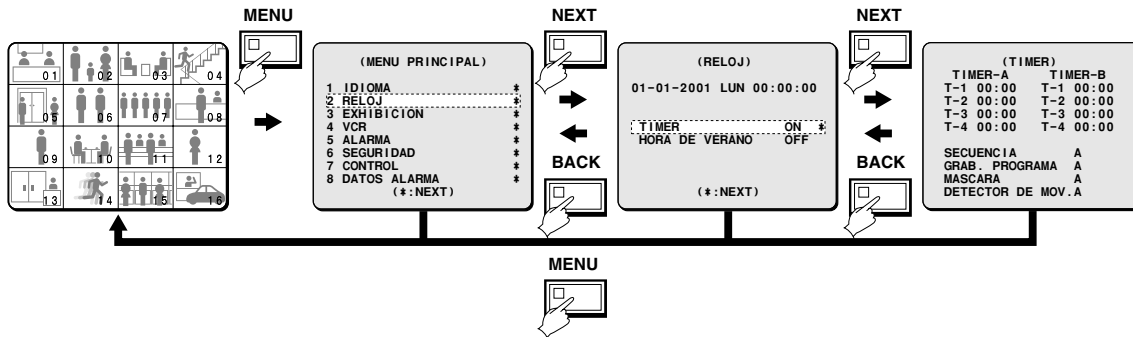 MENU
NEXT
NEXT
01 02 03 04
05 06 07 08
09 10 11 12
13 14 15 16
(MENU PRINCIPAL)
1 IDIOMA *
2 RELOJ *
3 EXHIBICION *
4 VCR *
5 ALARMA *
6 SEGURIDAD *
7 CONTROL *
8 DATOS ALARMA *
(*:NEXT)
BACK
(RELOJ)
01-01-2001 LUN 00:00:00
TIMER ON *
HORA DE VERANO OFF
(*:NEXT)
BACK
(TIMER)
TIMER-A TIMER-B
T-1 00:00 T-1 00:00
T-2 00:00 T-2 00:00
T-3 00:00 T-3 00:00
T-4 00:00 T-4 00:00
SECUENCIA A
GRAB. PROGRAMA A
MASCARA A
DETECTOR DE MOV.A
MENU